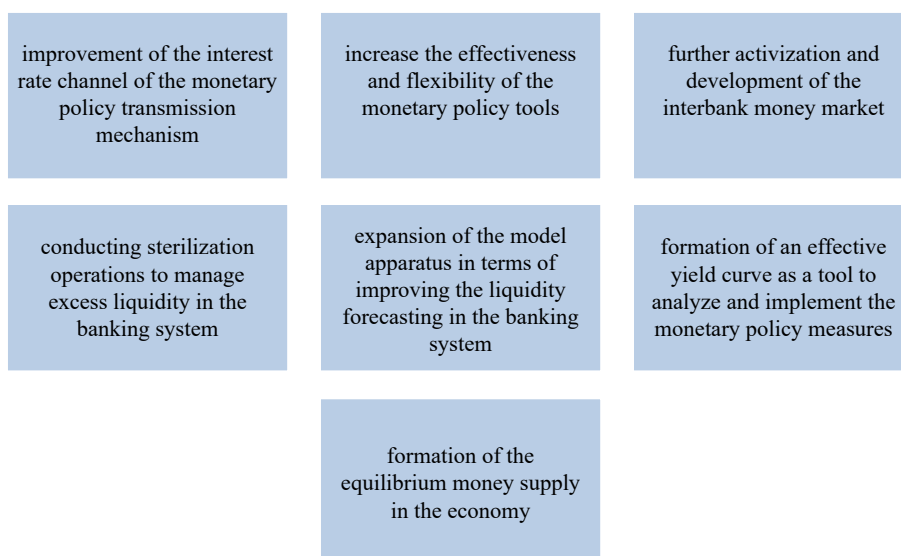 improvement of the interest
rate channel of the monetary
policy transmission
mechanism
increase the effectiveness
and flexibility of the
monetary policy tools
further activization and
development of the
interbank money market
conducting sterilization
operations to manage
excess liquidity in the
banking system
expansion of the model
apparatus in terms of
improving the liquidity
forecasting in the banking
system
formation of an effective
yield curve as a tool to
analyze and implement the
monetary policy measures
formation of the
equilibrium money supply
in the economy